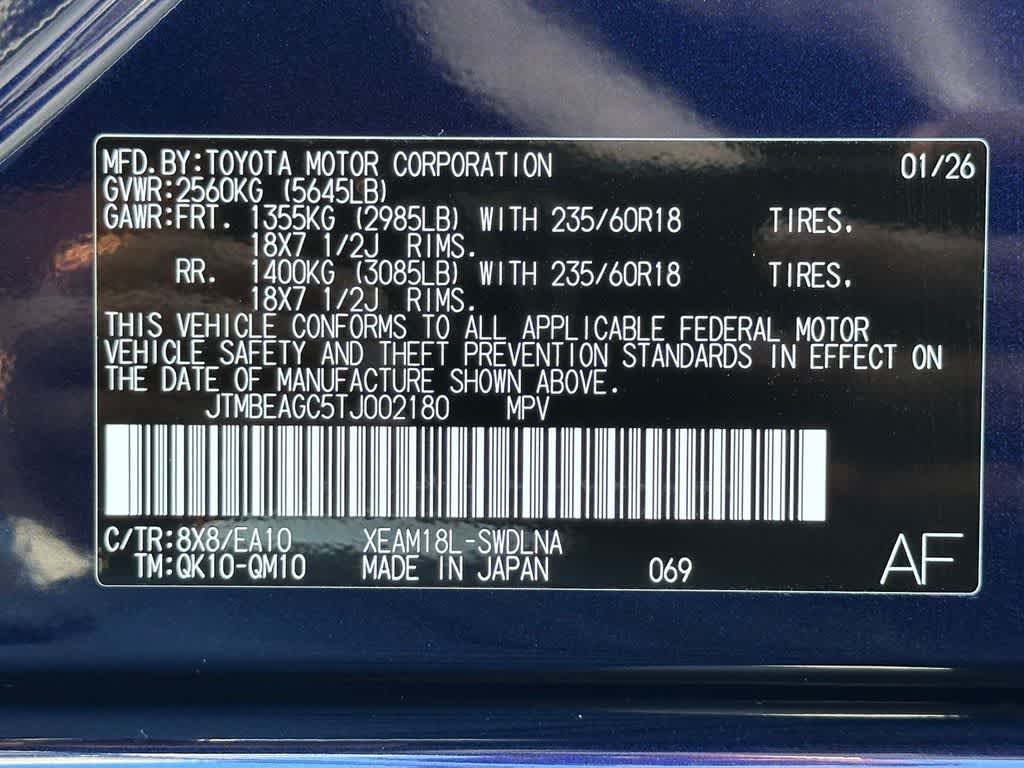 MFD.BY:TOYOTA MOTOR CORPORATION 01/26
GVWR:2560KG (5645LB)
GAWR:FRT. 1355KG (2985LB) WITH 235/60R18 TIRES.
18X7 1/2J RIMS.
RR. 1400KG (3085LB) WITH 235/60R18 TIRES.
18X7 1/2J RIMS.
THIS VEHICLE CONFORMS TO ALL APPLICABLE FEDERAL MOTOR
VEHICLE SAFETY AND THEFT PREVENTION STANDARDS IN EFFECT ON
THE DATE OF MANUFACTURE SHOWN ABOVE.
JTMBEAGC5TJ002180 MPV
C/TR:8X8/EA10 XEAM18L-SWDLNA
TM:QK10-QM10 MADE IN JAPAN 069 AF